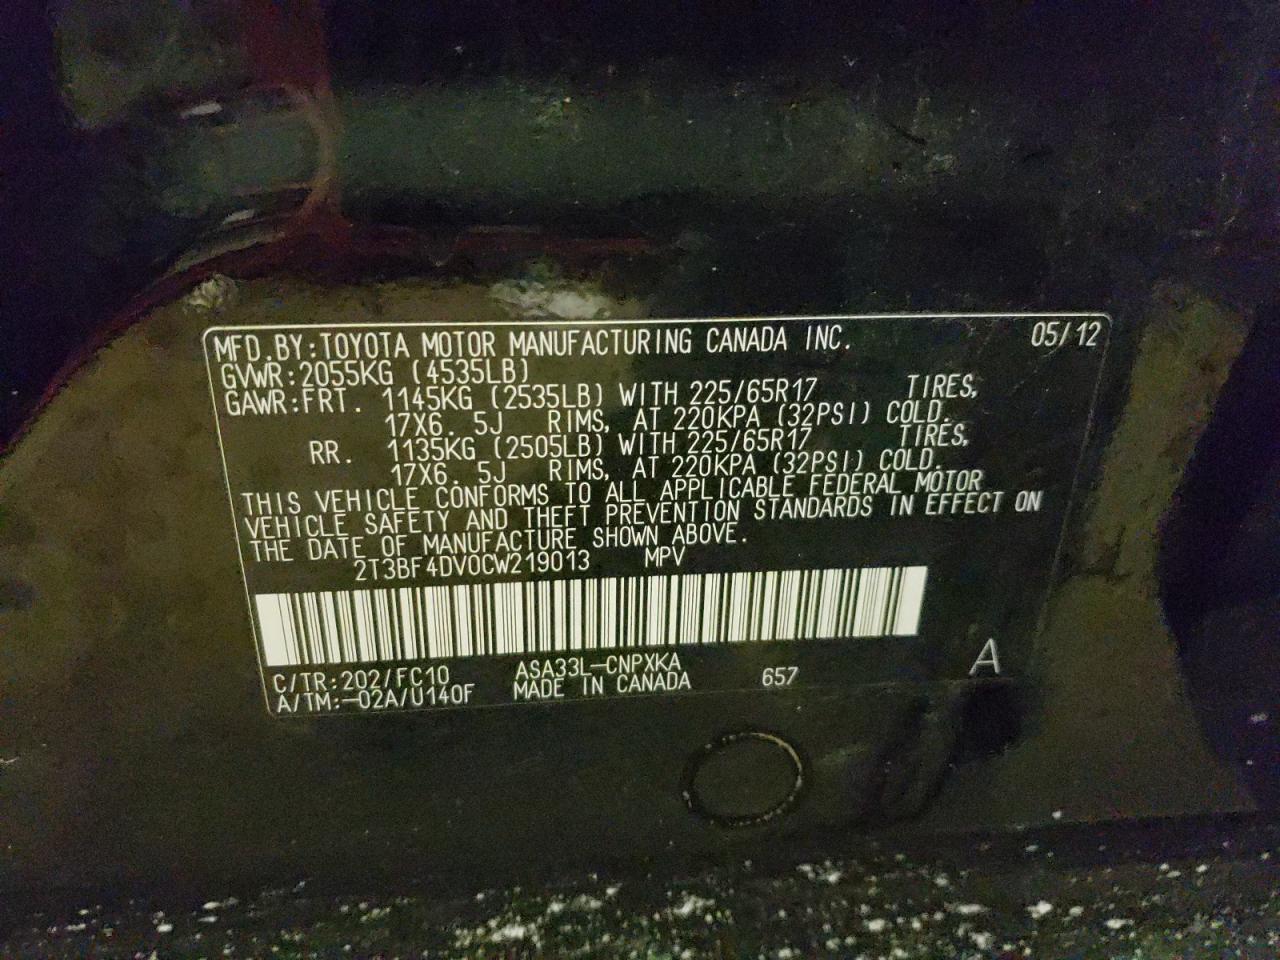 MFD.BY:TOYOTA MOTOR MANUFACTURING CANADA INC. 05/12
GVWR:2055KG (4535LB)
GAWR:FRT. 1145KG (2535LB) WITH 225/65R17 TIRES,
17X6.5J RIMS, AT 220KPA (32PSI) COLD.
RR. 1135KG (2505LB) WITH 225/65R17 TIRES,
17X6.5J RIMS, AT 220KPA (32PSI) COLD.
THIS VEHICLE CONFORMS TO ALL APPLICABLE FEDERAL MOTOR
VEHICLE SAFETY AND THEFT PREVENTION STANDARDS IN EFFECT ON
THE DATE OF MANUFACTURE SHOWN ABOVE.
2T3BF4DV0CW219013 MPV
C/TR:202/FC10 ASA33L-CNPXKA 657 A
A/TM:-02A/U140F MADE IN CANADA